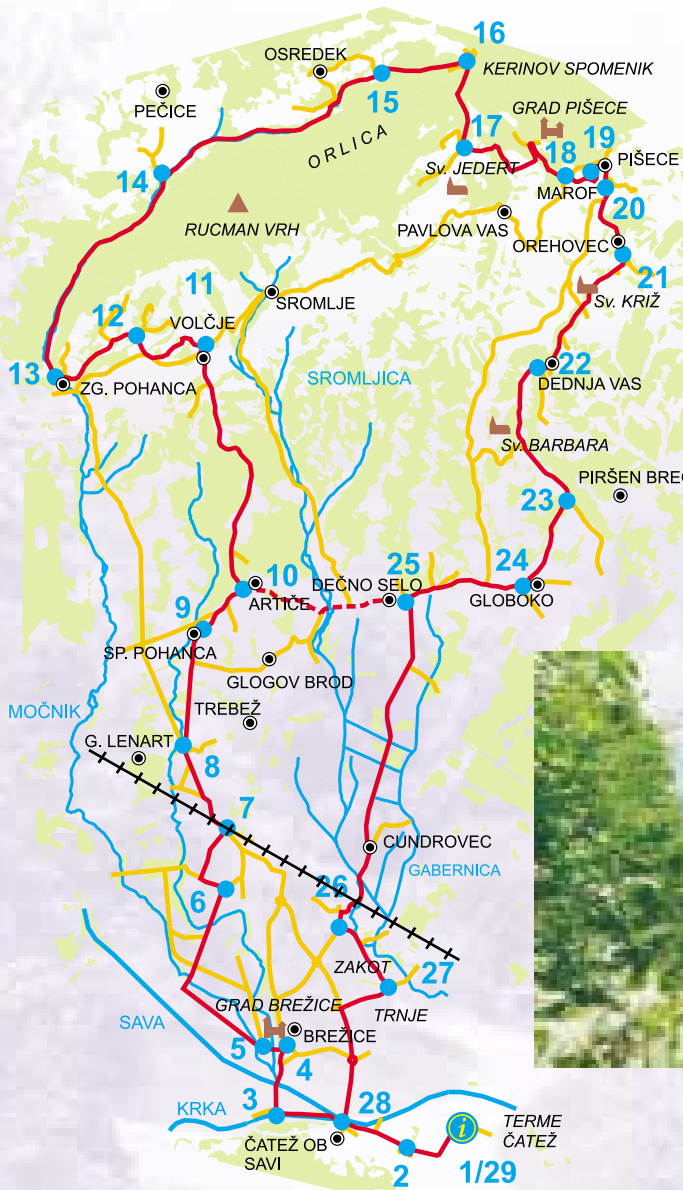 16
OSREDEK
KERINOV SPOMENIK
15
PEČICE
GRAD PIŠECE
ORLICA
17
19
18
PIŠECE
14
Sv. JEDERT
MAROF
20
RUCMAN VRH
PAVLOVA VAS
OREHOVEC
21
11
SROMLJE
Sv. KRIŽ
12
VOLČJE
22
13
ZG. POHANCA
SROMLJICA
DEDNJA VAS
Sv. BARBARA
23
PIRŠEN BREG
10
25
24
DEČNO SELO
ARTIČE
GLOBOKO
9
SP. POHANCA
GLOGOV BROD
MOČNIK
TREBEŽ
G. LENART
8
7
CUNDROVEC
GABERNICA
6
26
ZAKOT
27
GRAD BREŽICE
TRNJE
SAVA
BREŽICE
5
4
3
28
KRKA
TERME
ČATEŽ
i
ČATEŽ OB
SAVI
2
1/29